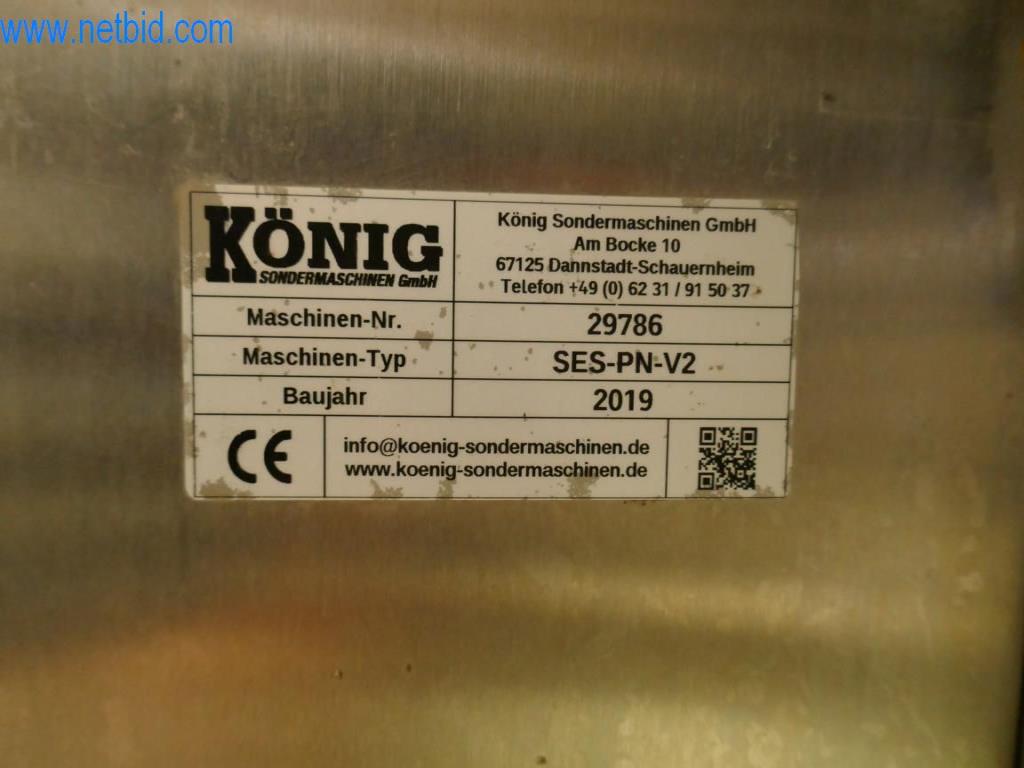 www.netbid.com
KÖNIG
SONDERMASCHINEN GmbH
König Sondermaschinen GmbH
Am Bocke 10
67125 Dannstadt-Schauernheim
Telefon +49 (0) 62 31 / 91 50 37
Maschinen-Nr. 29786
Maschinen-Typ SES-PN-V2
Baujahr 2019
CE
info@koenig-sondermaschinen.de
www.koenig-sondermaschinen.de